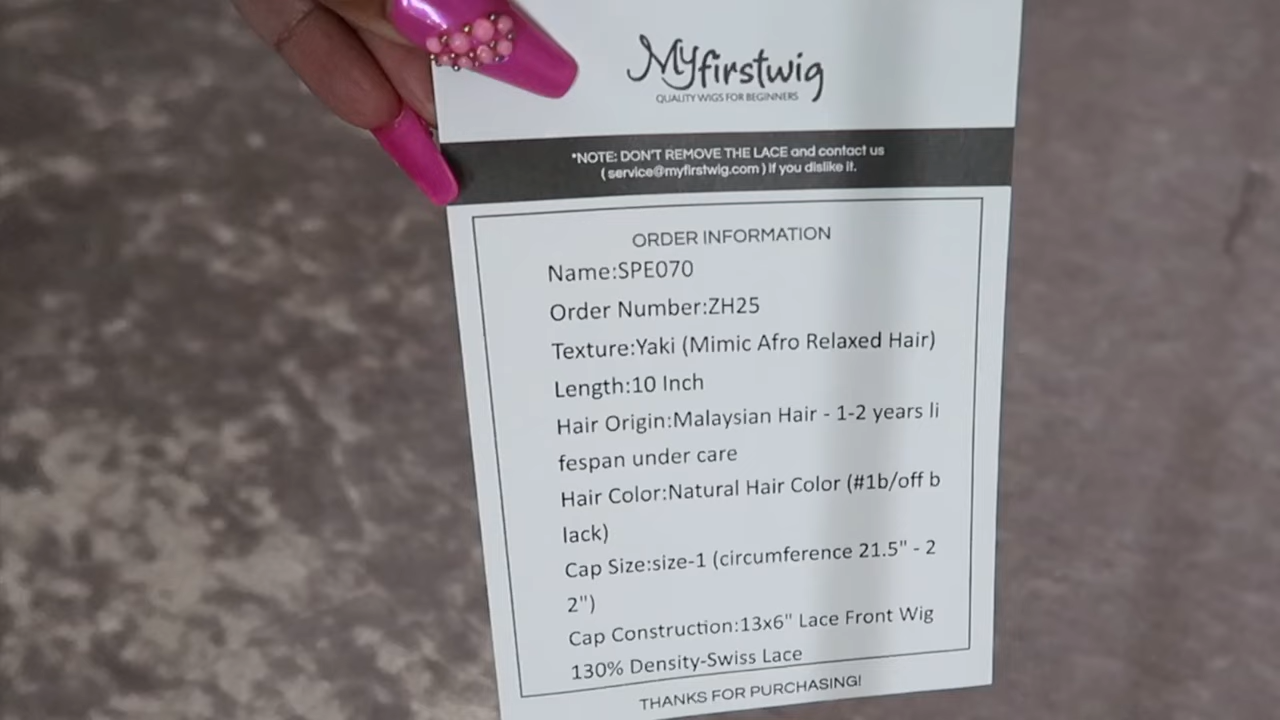 Myfirstwig
QUALITY WIGS FOR BEGINNERS
*NOTE: DON'T REMOVE THE LACE and contact us
( service@myfirstwig.com ) if you dislike it.
ORDER INFORMATION
Name:SPE070
Order Number:ZH25
Texture:Yaki (Mimic Afro Relaxed Hair)
Length:10 Inch
Hair Origin:Malaysian Hair - 1-2 years li
fespan under care
Hair Color:Natural Hair Color (#1b/off b
lack)
Cap Size:size-1 (circumference 21.5" - 2
2")
Cap Construction:13x6" Lace Front Wig
130% Density-Swiss Lace
THANKS FOR PURCHASING!